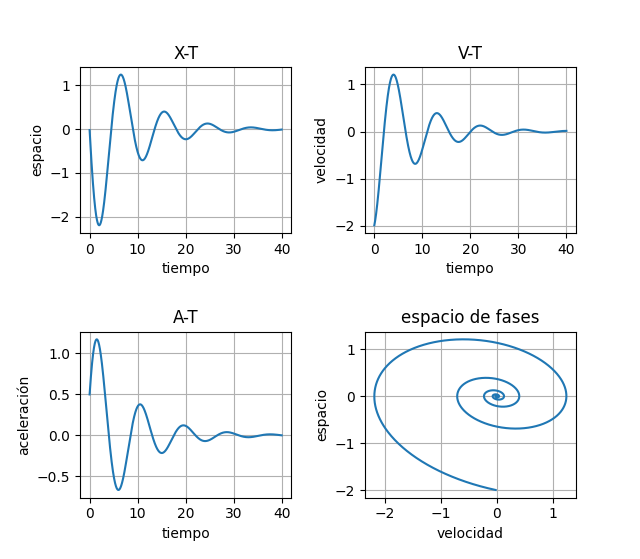 X-T
espacio
1
0
−1
−2
0 10 20 30 40
tiempo
V-T
velocidad
1
0
−1
−2
0 10 20 30 40
tiempo
A-T
aceleración
1.0
0.5
0.0
−0.5
0 10 20 30 40
tiempo
espacio de fases
espacio
1
0
−1
−2
−2 −1 0 1
velocidad